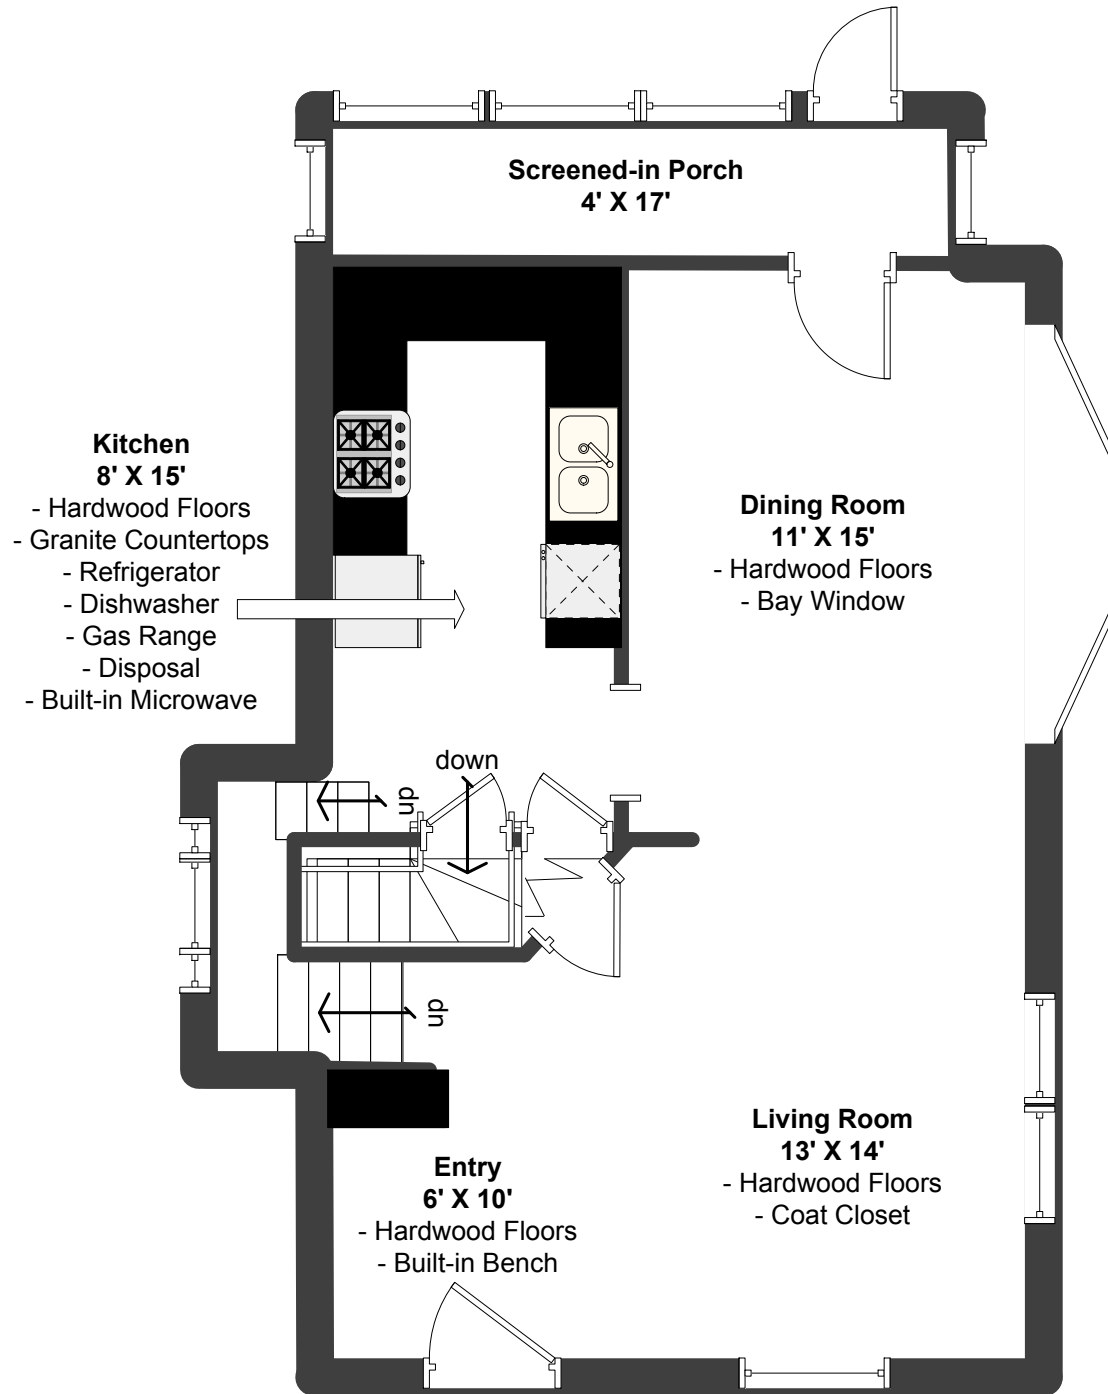 Screened-in Porch
4' X 17'
Kitchen
8' X 15'
- Hardwood Floors
- Granite Countertops
- Refrigerator
- Dishwasher
- Gas Range
- Disposal
- Built-in Microwave
Dining Room
11' X 15'
- Hardwood Floors
- Bay Window
down
up
up
Living Room
13' X 14'
- Hardwood Floors
- Coat Closet
Entry
6' X 10'
- Hardwood Floors
- Built-in Bench